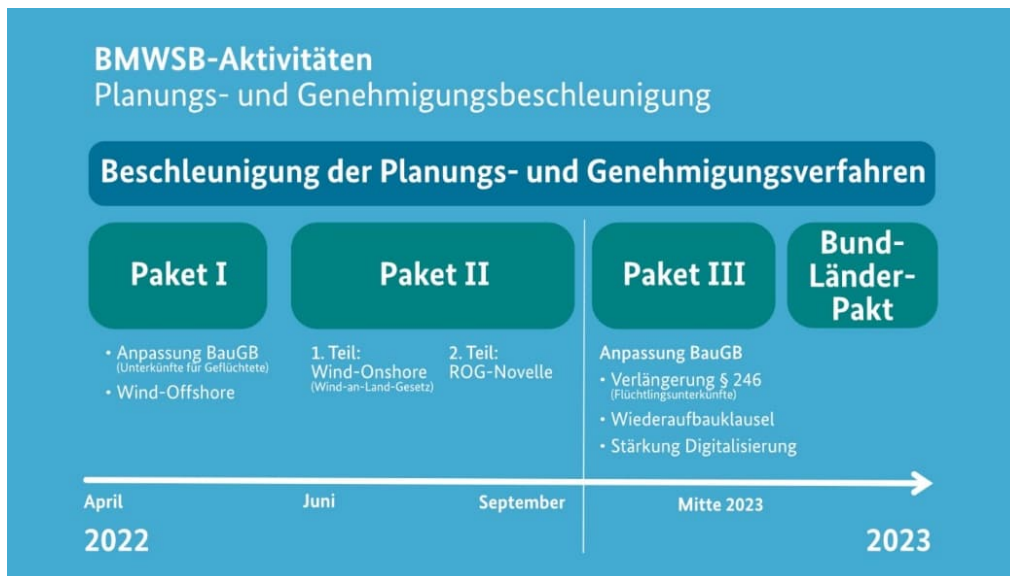 BMWSB-Aktivitäten
Planungs- und Genehmigungsbeschleunigung
Beschleunigung der Planungs- und Genehmigungsverfahren
Paket I
• Anpassung BauGB
(Unterkünfte für Geflüchtete)
• Wind-Offshore
Paket II
1. Teil:
Wind-Onshore
(Wind-an-Land-Gesetz)
2. Teil:
ROG-Novelle
Paket III
Anpassung BauGB
• Verlängerung § 246
(Flüchtlingsunterkünfte)
• Wiederaufbauklausel
• Stärkung Digitalisierung
Bund-
Länder-
Pakt
April
Juni
September
Mitte 2023
2022
2023